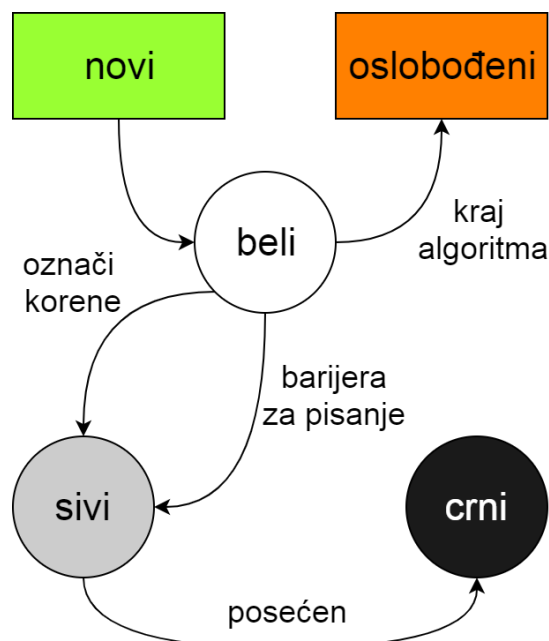 novi
oslobođeni
beli
kraj
algoritma
označi
korene
barijera
za pisanje
sivi
crni
posećen